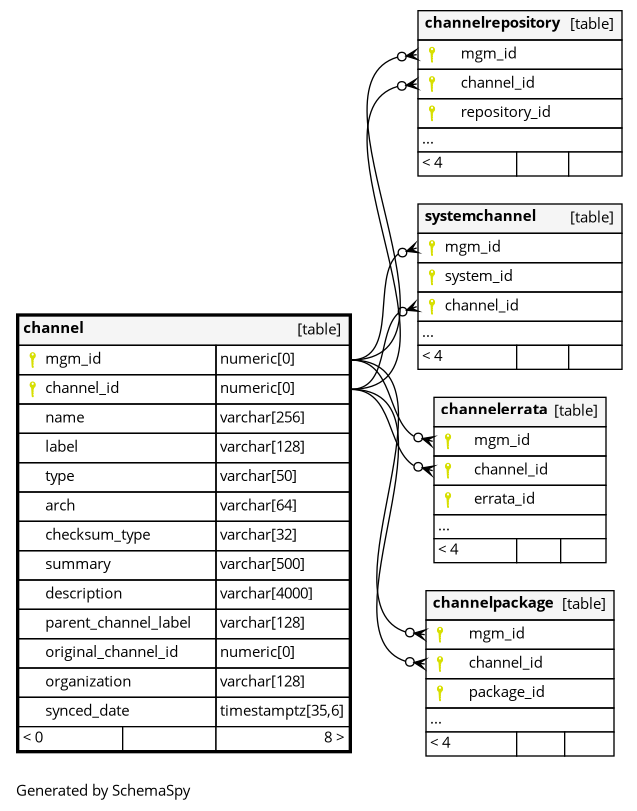 channelrepository [table]
mgm_id
channel_id
repository_id
...
< 4
systemchannel [table]
mgm_id
system_id
channel_id
...
< 4
channel [table]
mgm_id numeric[0]
channel_id numeric[0]
name varchar[256]
label varchar[128]
type varchar[50]
arch varchar[64]
checksum_type varchar[32]
summary varchar[500]
description varchar[4000]
parent_channel_label varchar[128]
original_channel_id numeric[0]
organization varchar[128]
synced_date timestamptz[35,6]
< 0 8 >
channelerrata [table]
mgm_id
channel_id
errata_id
...
< 4
channelpackage [table]
mgm_id
channel_id
package_id
...
< 4
Generated by SchemaSpy